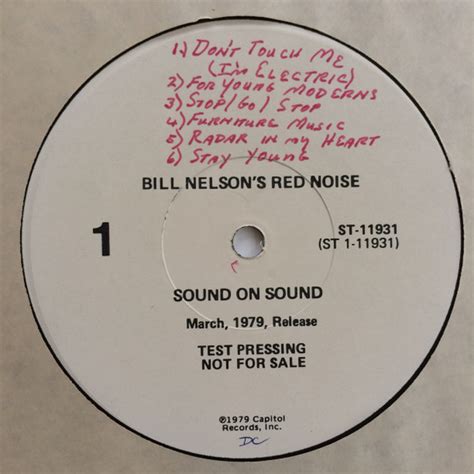 1) DON'T TOUCH ME
(I'M ELECTRIC)
2) FOR YOUNG MODERNS
3) STOP (GO) STOP
4) FURNITURE MUSIC
5) RADAR IN MY HEART
6) STAY YOUNG
BILL NELSON'S RED NOISE
1
ST-11931
(ST 1-11931)
SOUND ON SOUND
March, 1979, Release
TEST PRESSING
NOT FOR SALE
℗1979 Capitol
Records, Inc.
DC